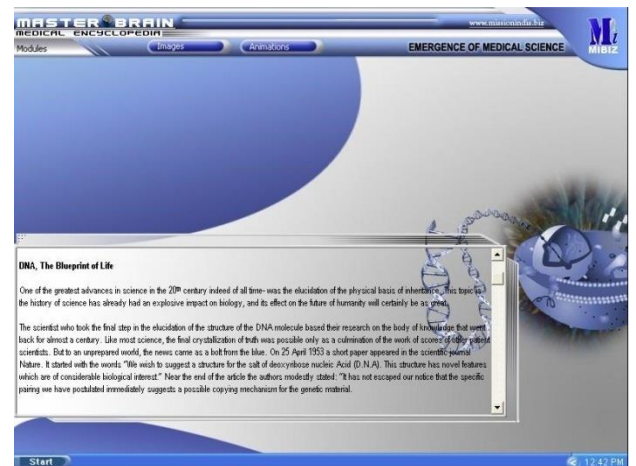 MASTER BRAIN
MEDICAL ENCYCLOPEDIA
www.missionindia.biz
Modules
Images
Animations
EMERGENCE OF MEDICAL SCIENCE
MIBIZ
DNA, The Blueprint of Life
One of the greatest advances in science in the 20th century indeed of all time- was the elucidation of the physical basis of inheritance. This topic is
the history of science has already had an explosive impact on biology, and its effect on the future of humanity will certainly be as great.
The scientist who took the final step in the elucidation of the structure of the DNA molecule based their research on the body of knowledge that went
back for almost a century. Like most science, the final crystallization of truth was possible only as a culmination of the work of scores of other patient
scientists. But to an unprepared world, the news came as a bolt from the blue. On 25 April 1953 a short paper appeared in the scientific journal
Nature. It started with the words "We wish to suggest a structure for the salt of deoxyribose nucleic Acid (D.N.A). This structure has novel features
which are of considerable biological interest." Near the end of the article the authors modestly stated: "It has not escaped our notice that the specific
pairing we have postulated immediately suggests a possible copying mechanism for the genetic material.
Start
12:42 PM